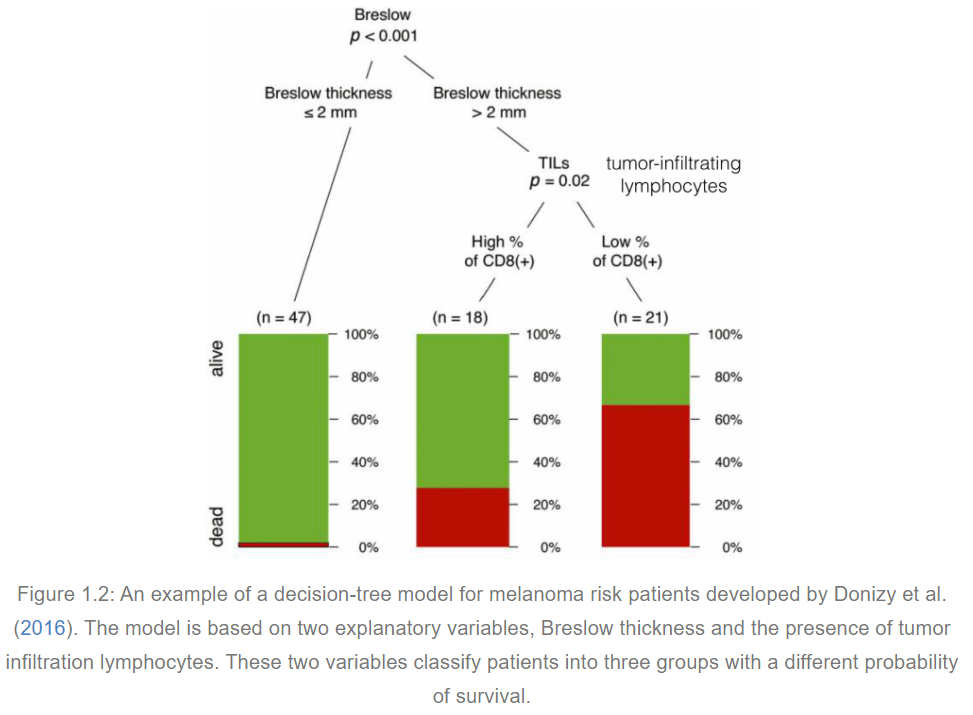 Breslow
p < 0.001
Breslow thickness
≤ 2 mm
Breslow thickness
> 2 mm
TILs
p = 0.02
tumor-infiltrating
lymphocytes
High %
of CD8(+)
Low %
of CD8(+)
(n = 47)
(n = 18)
(n = 21)
alive
dead
100%
80%
60%
40%
20%
0%
100%
80%
60%
40%
20%
0%
100%
80%
60%
40%
20%
0%
Figure 1.2: An example of a decision-tree model for melanoma risk patients developed by Donizy et al.
(2016). The model is based on two explanatory variables, Breslow thickness and the presence of tumor
infiltration lymphocytes. These two variables classify patients into three groups with a different probability
of survival.